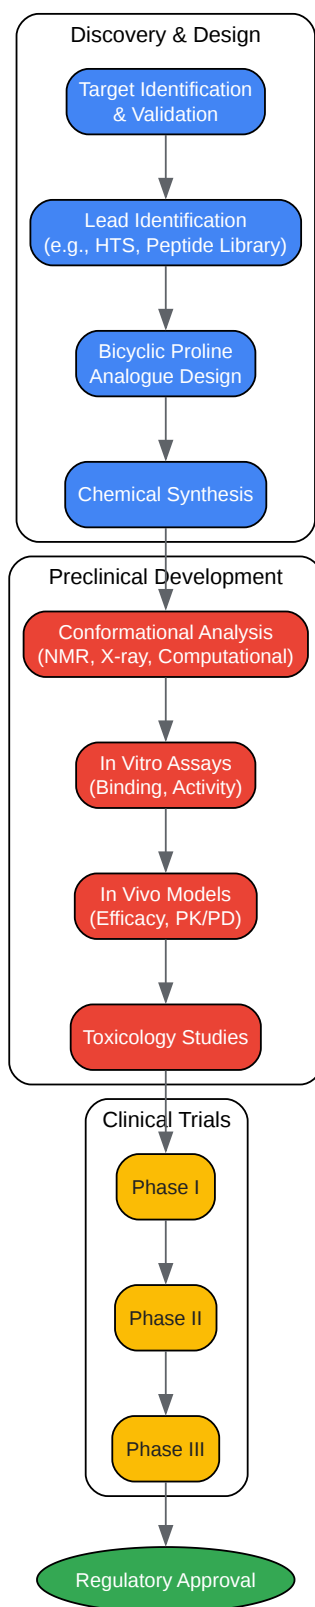 Discovery & Design
Target Identification
& Validation
Lead Identification
(e.g., HTS, Peptide Library)
Bicyclic Proline
Analogue Design
Chemical Synthesis
Preclinical Development
Conformational Analysis
(NMR, X-ray, Computational)
In Vitro Assays
(Binding, Activity)
In Vivo Models
(Efficacy, PK/PD)
Toxicology Studies
Clinical Trials
Phase I
Phase II
Phase III
Regulatory Approval